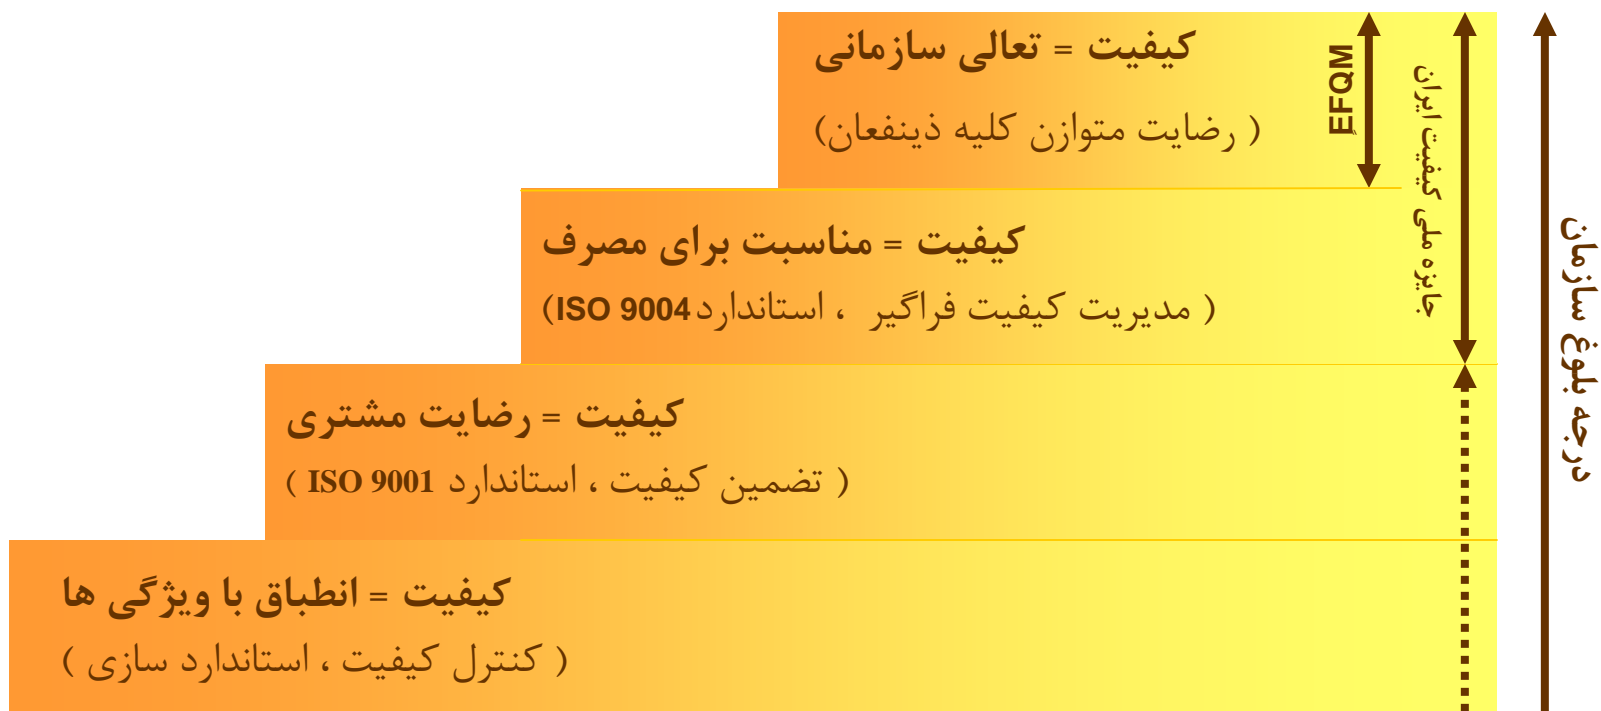 کیفیت = تعالی سازمانی
( رضایت متوازن کلیه ذینفعان)
EFQM
جایزه ملی کیفیت ایران
درجه بلوغ سازمان
کیفیت = مناسبت برای مصرف
( مدیریت کیفیت فراگیر ، استاندارد ISO 9004)
کیفیت = رضایت مشتری
( تضمین کیفیت ، استاندارد ISO 9001 )
کیفیت = انطباق با ویژگی ها
( کنترل کیفیت ، استاندارد سازی )